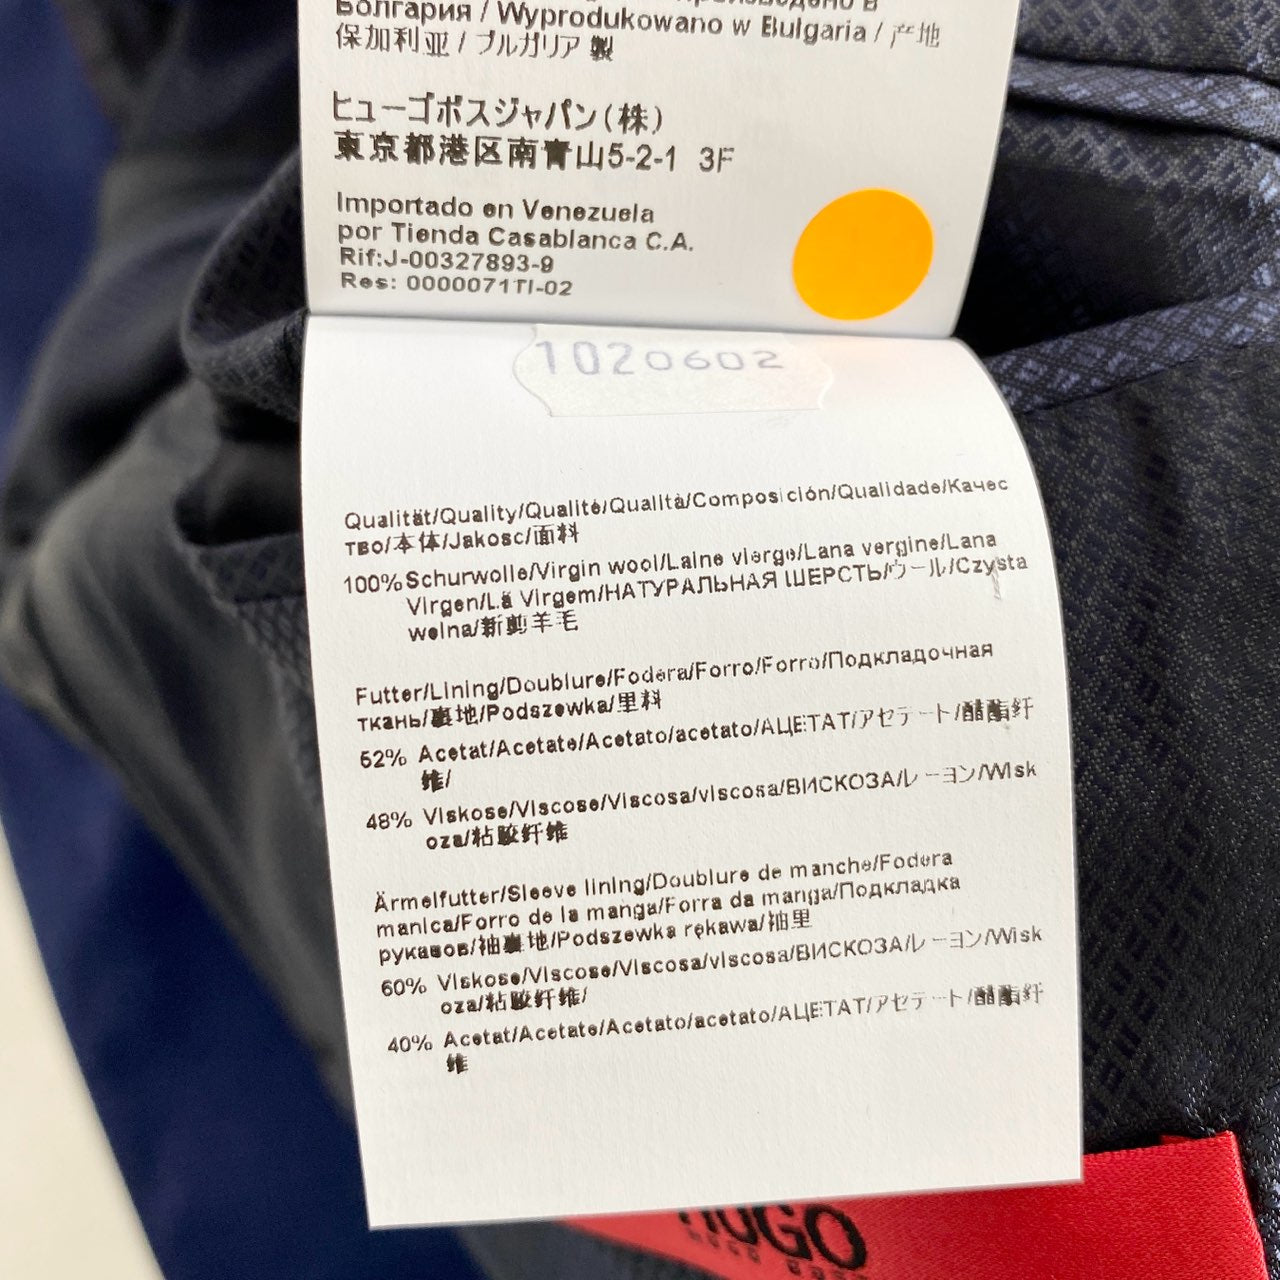 Болгария / Wyprodukowano w Bulgaria / 产地
保加利亚 / ブルガリア 製
ヒューゴボスジャパン(株)
東京都港区南青山5-2-1 3F
Importado en Venezuela
por Tienda Casablanca C.A.
Rif:J-00327893-9
Res: 0000071TI-02
1020602
Qualität/Quality/Qualité/Qualità/Composición/Qualidade/Качес
тво/本体/Jakosc/面料
100% Schurwolle/Virgin wool/Laine vierge/Lana vergine/Lana
Virgen/Lã Virgem/НАТУРАЛЬНАЯ ШЕРСТЬ/ウール/Czysta
welna/新剪羊毛
Futter/Lining/Doublure/Fodera/Forro/Forro/Подкладочная
ткань/裏地/Podszewka/里料
52% Acetat/Acetate/Acetato/acetato/АЦЕТАТ/アセテート/醋酯纤
维/
48% Viskose/Viscose/Viscosa/viscosa/ВИСКОЗА/レーヨン/Wisk
oza/粘胶纤维
Ärmelfutter/Sleeve lining/Doublure de manche/Fodera
manica/Forro de la manga/Forra da manga/Подкладка
рукавов/袖裏地/Podszewka rękawa/袖里
60% Viskose/Viscose/Viscosa/viscosa/ВИСКОЗА/レーヨン/Wisk
oza/粘胶纤维/
40% Acetat/Acetate/Acetato/acetato/АЦЕТАТ/アセテート/醋酯纤
维
HUGO
HUGO BOSS